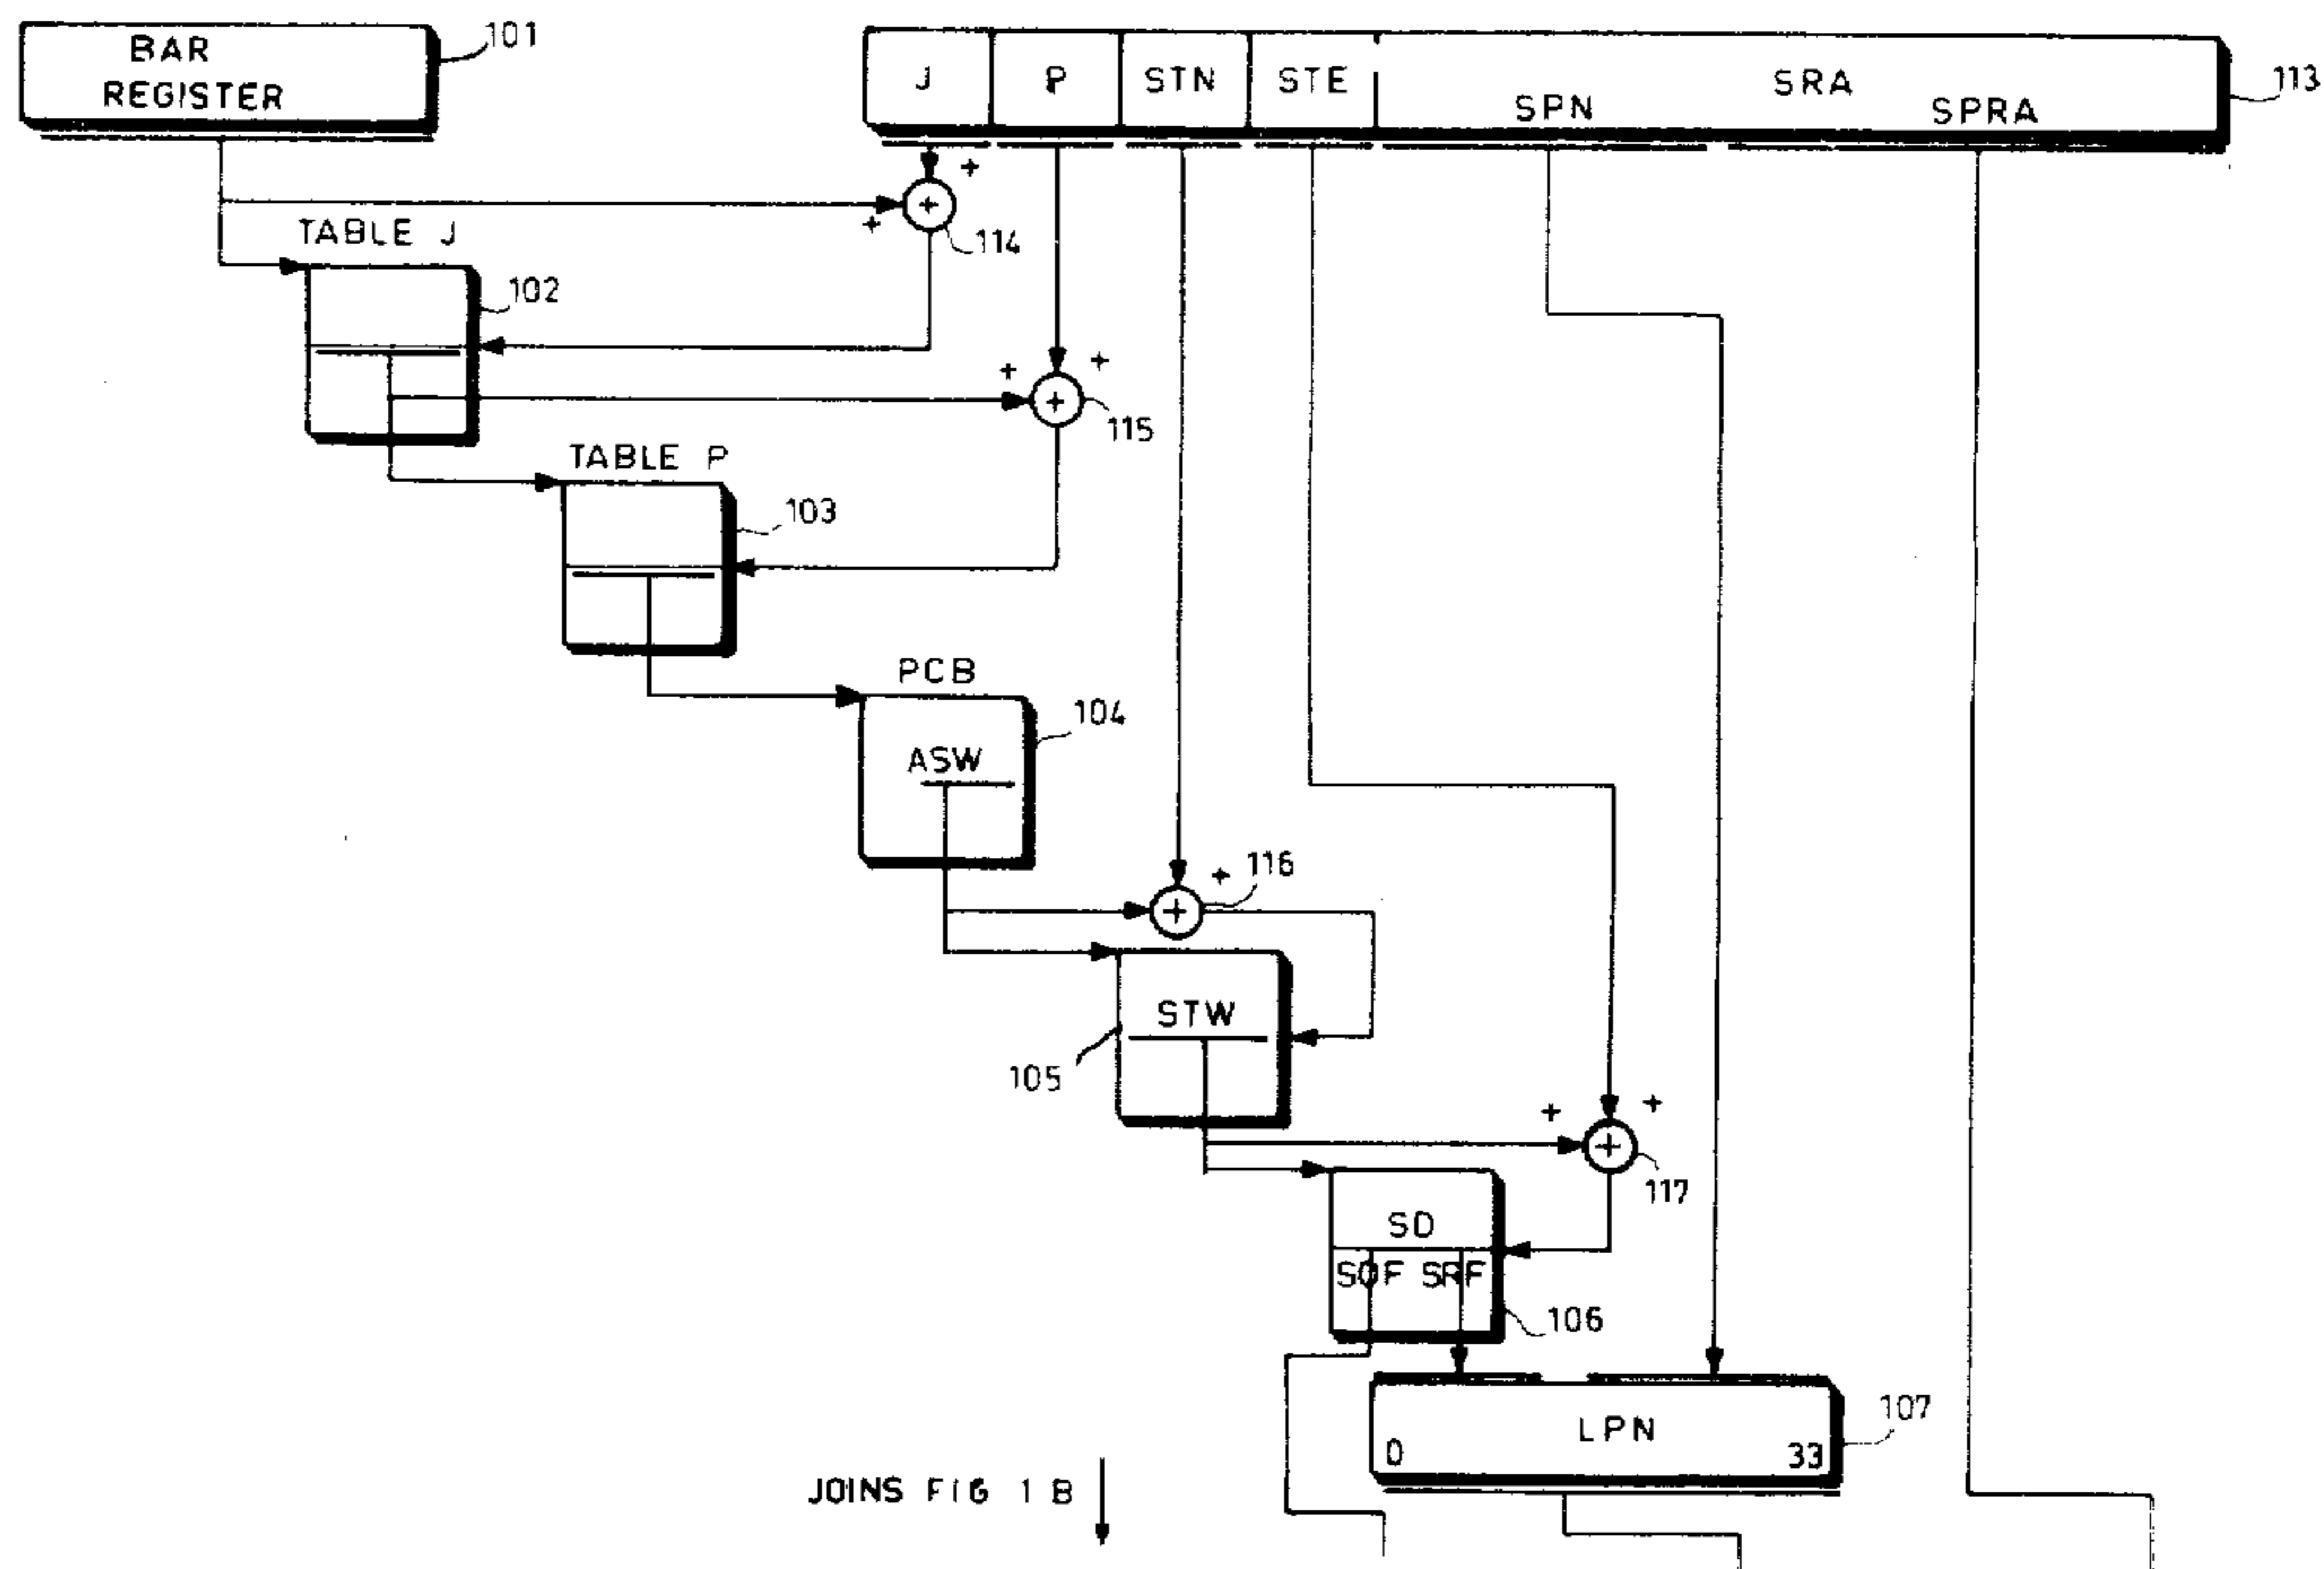 BAR
REGISTER
101
J
P
STN
STE
SPN
SRA
SPRA
113
+
+
+
114
TABLE J
102
+
+
+
115
TABLE P
103
PCB
104
ASW
+
+
116
STW
105
+
+
+
117
SD
SOF SRF
106
LPN
0
33
107
JOINS FIG 1 B